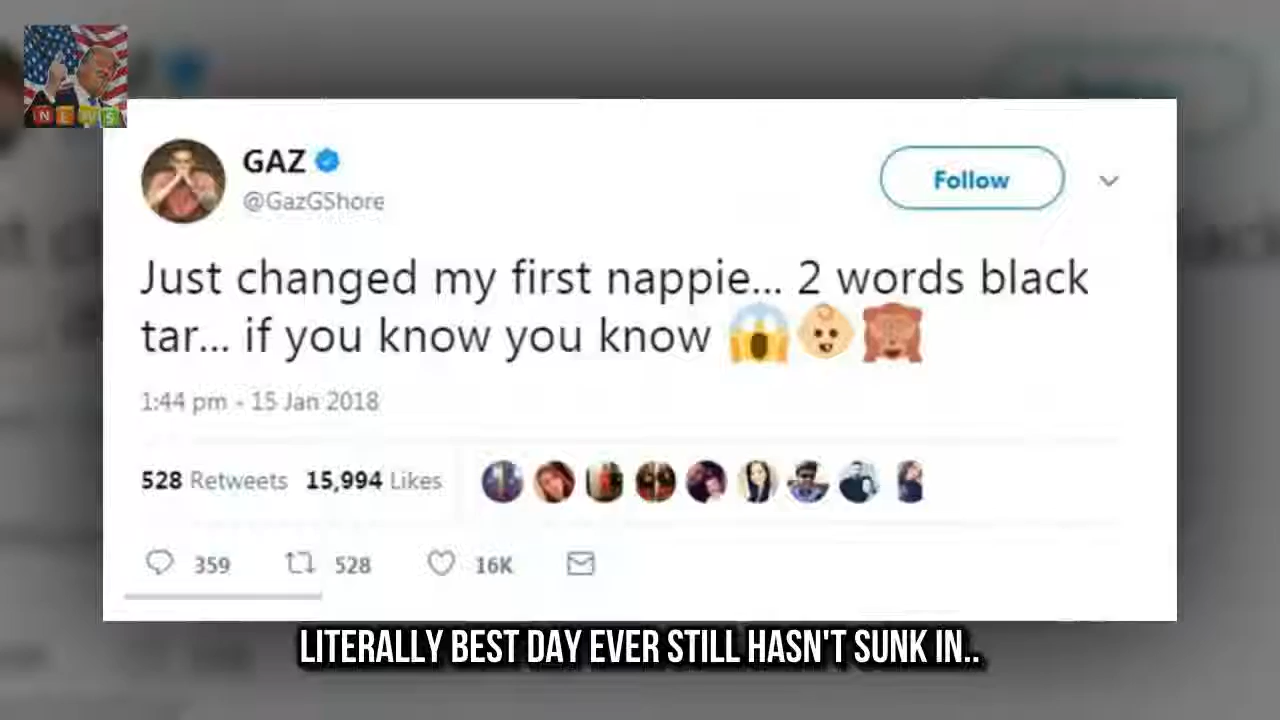 NEWS
GAZ
@GazGShore
Follow
Just changed my first nappie... 2 words black
tar... if you know you know 😱👶🙈
1:44 pm - 15 Jan 2018
528 Retweets 15,994 Likes
359 528 16K
LITERALLY BEST DAY EVER STILL HASN'T SUNK IN..